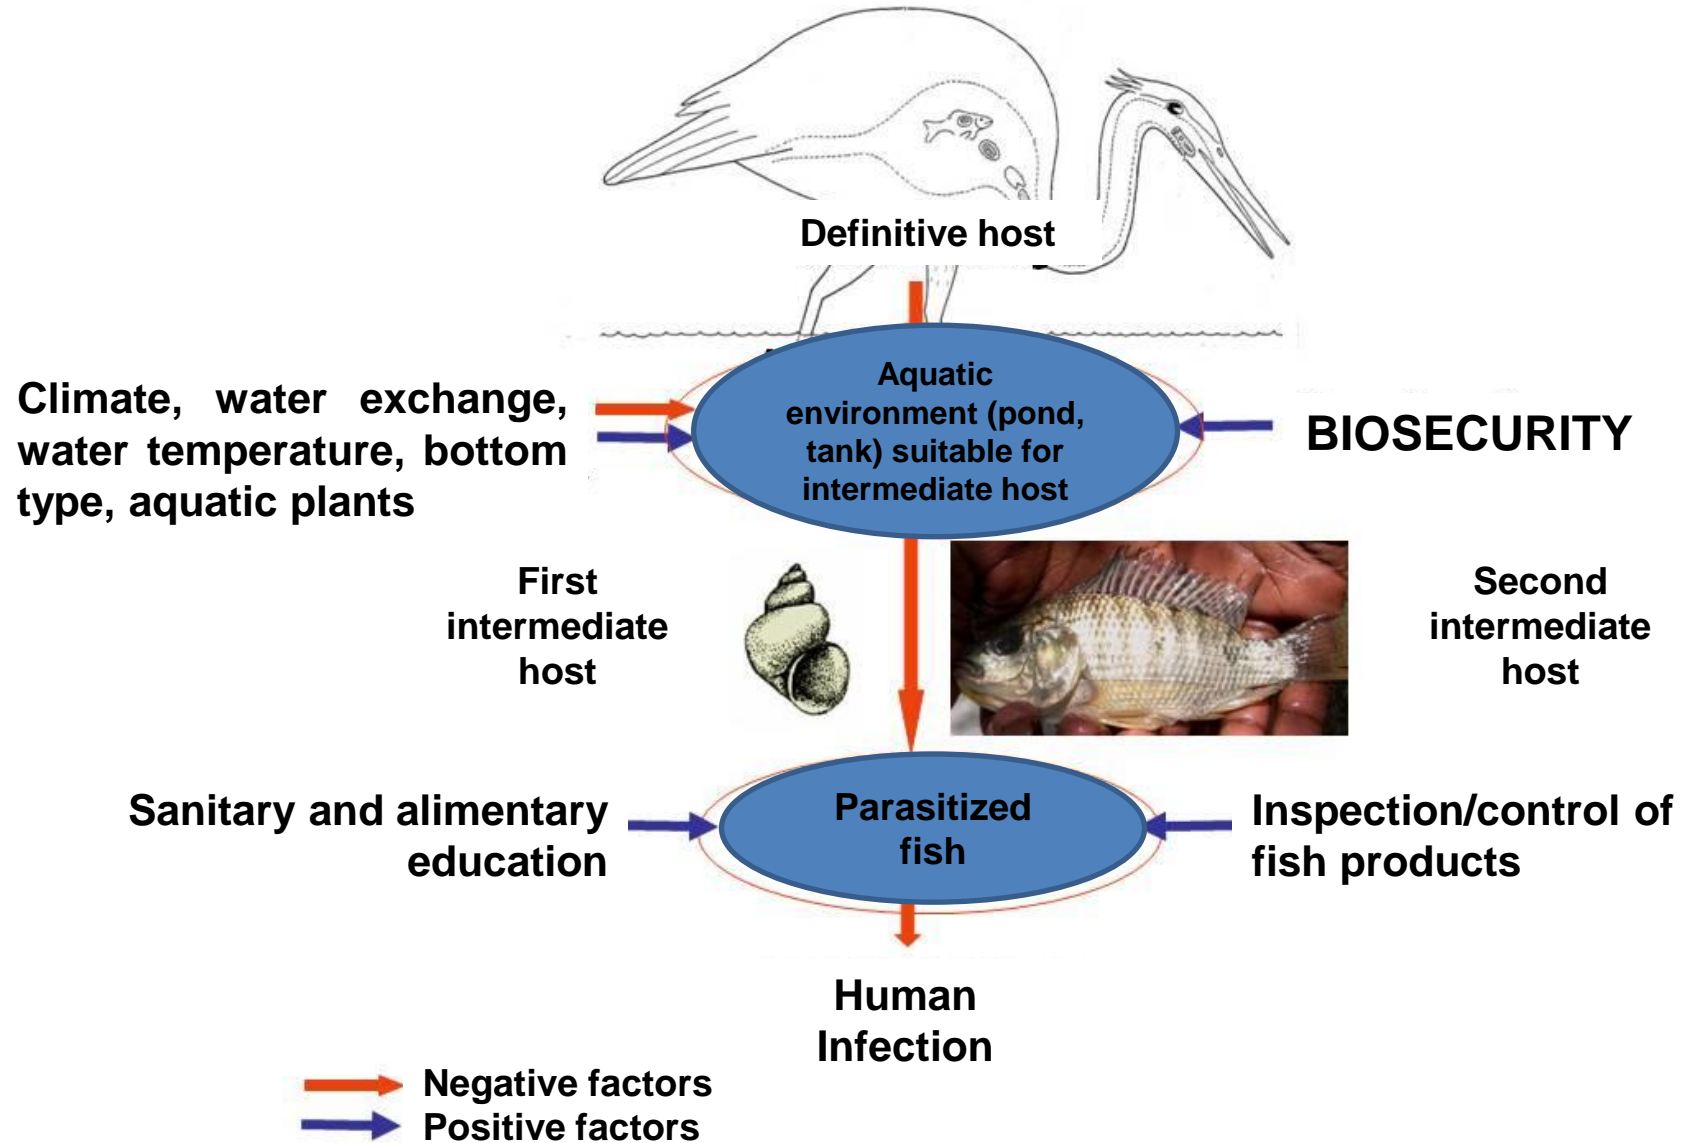 Definitive host
Aquatic
environment (pond,
tank) suitable for
intermediate host
Climate, water exchange,
water temperature, bottom
type, aquatic plants
BIOSECURITY
First
intermediate
host
Second
intermediate
host
Sanitary and alimentary
education
Parasitized
fish
Inspection/control of
fish products
Human
Infection
Negative factors
Positive factors